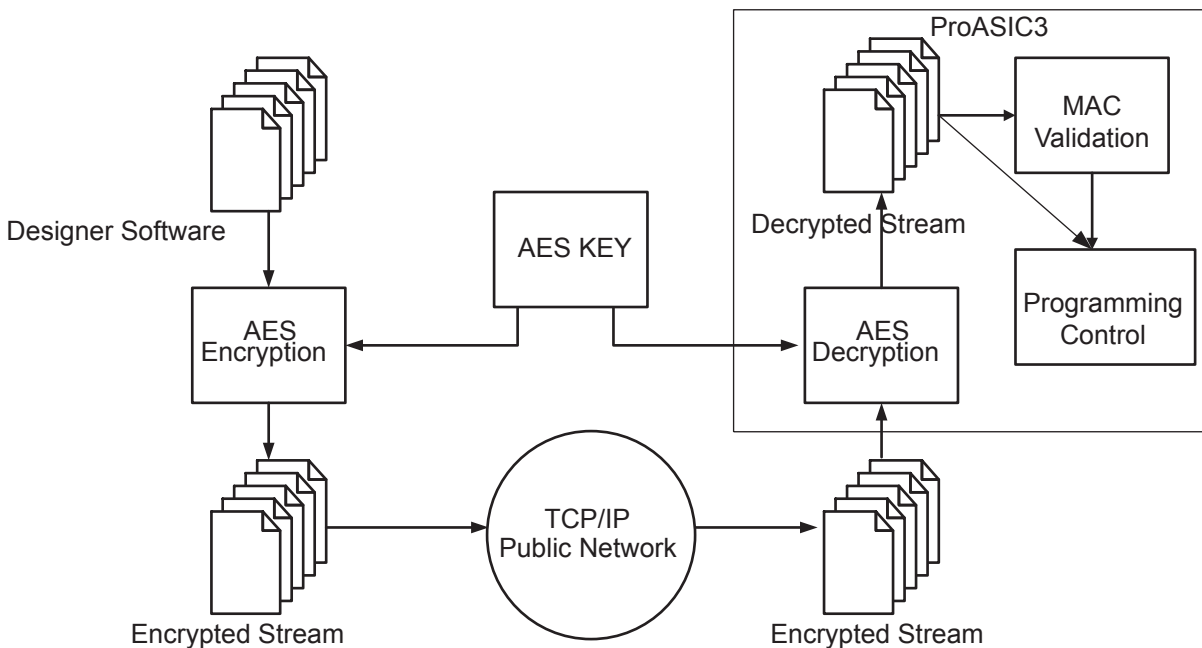 ProASIC3
MAC
Validation
Designer Software
AES KEY
Decrypted Stream
AES
Encryption
AES
Decryption
Programming
Control
TCP/IP
Public Network
Encrypted Stream
Encrypted Stream